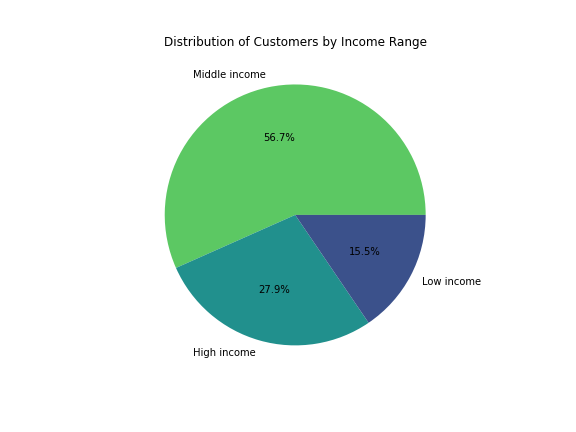 Distribution of Customers by Income Range
Middle income
56.7%
15.5%
Low income
27.9%
High income